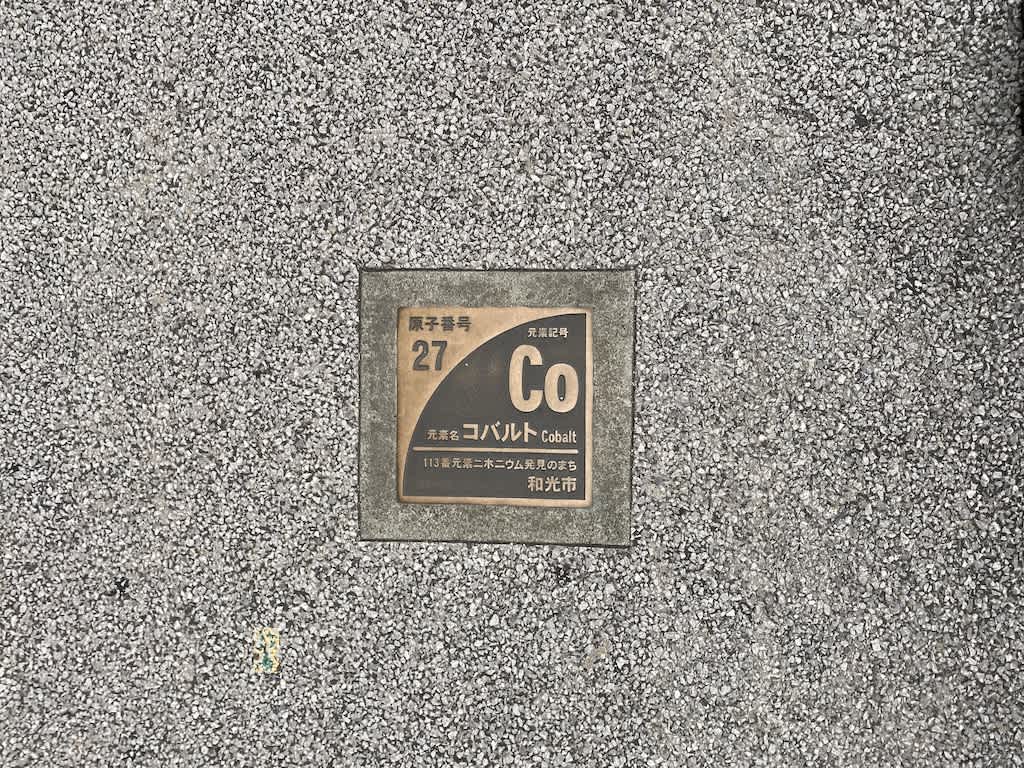 原子番号
27
元素記号
Co
元素名 コバルト Cobalt
113番元素ニホニウム発見のまち
和光市